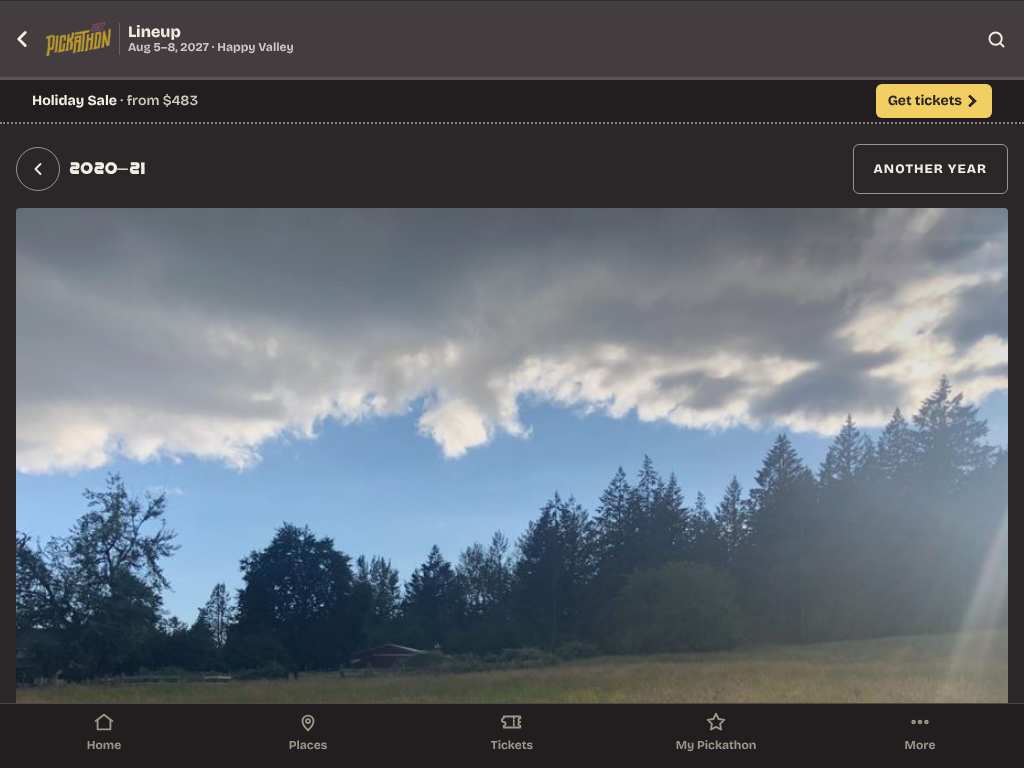 PICKATHON
Lineup
Aug 5–8, 2027 · Happy Valley
Holiday Sale · from $483
Get tickets
2020–21
ANOTHER YEAR
Home
Places
Tickets
My Pickathon
More